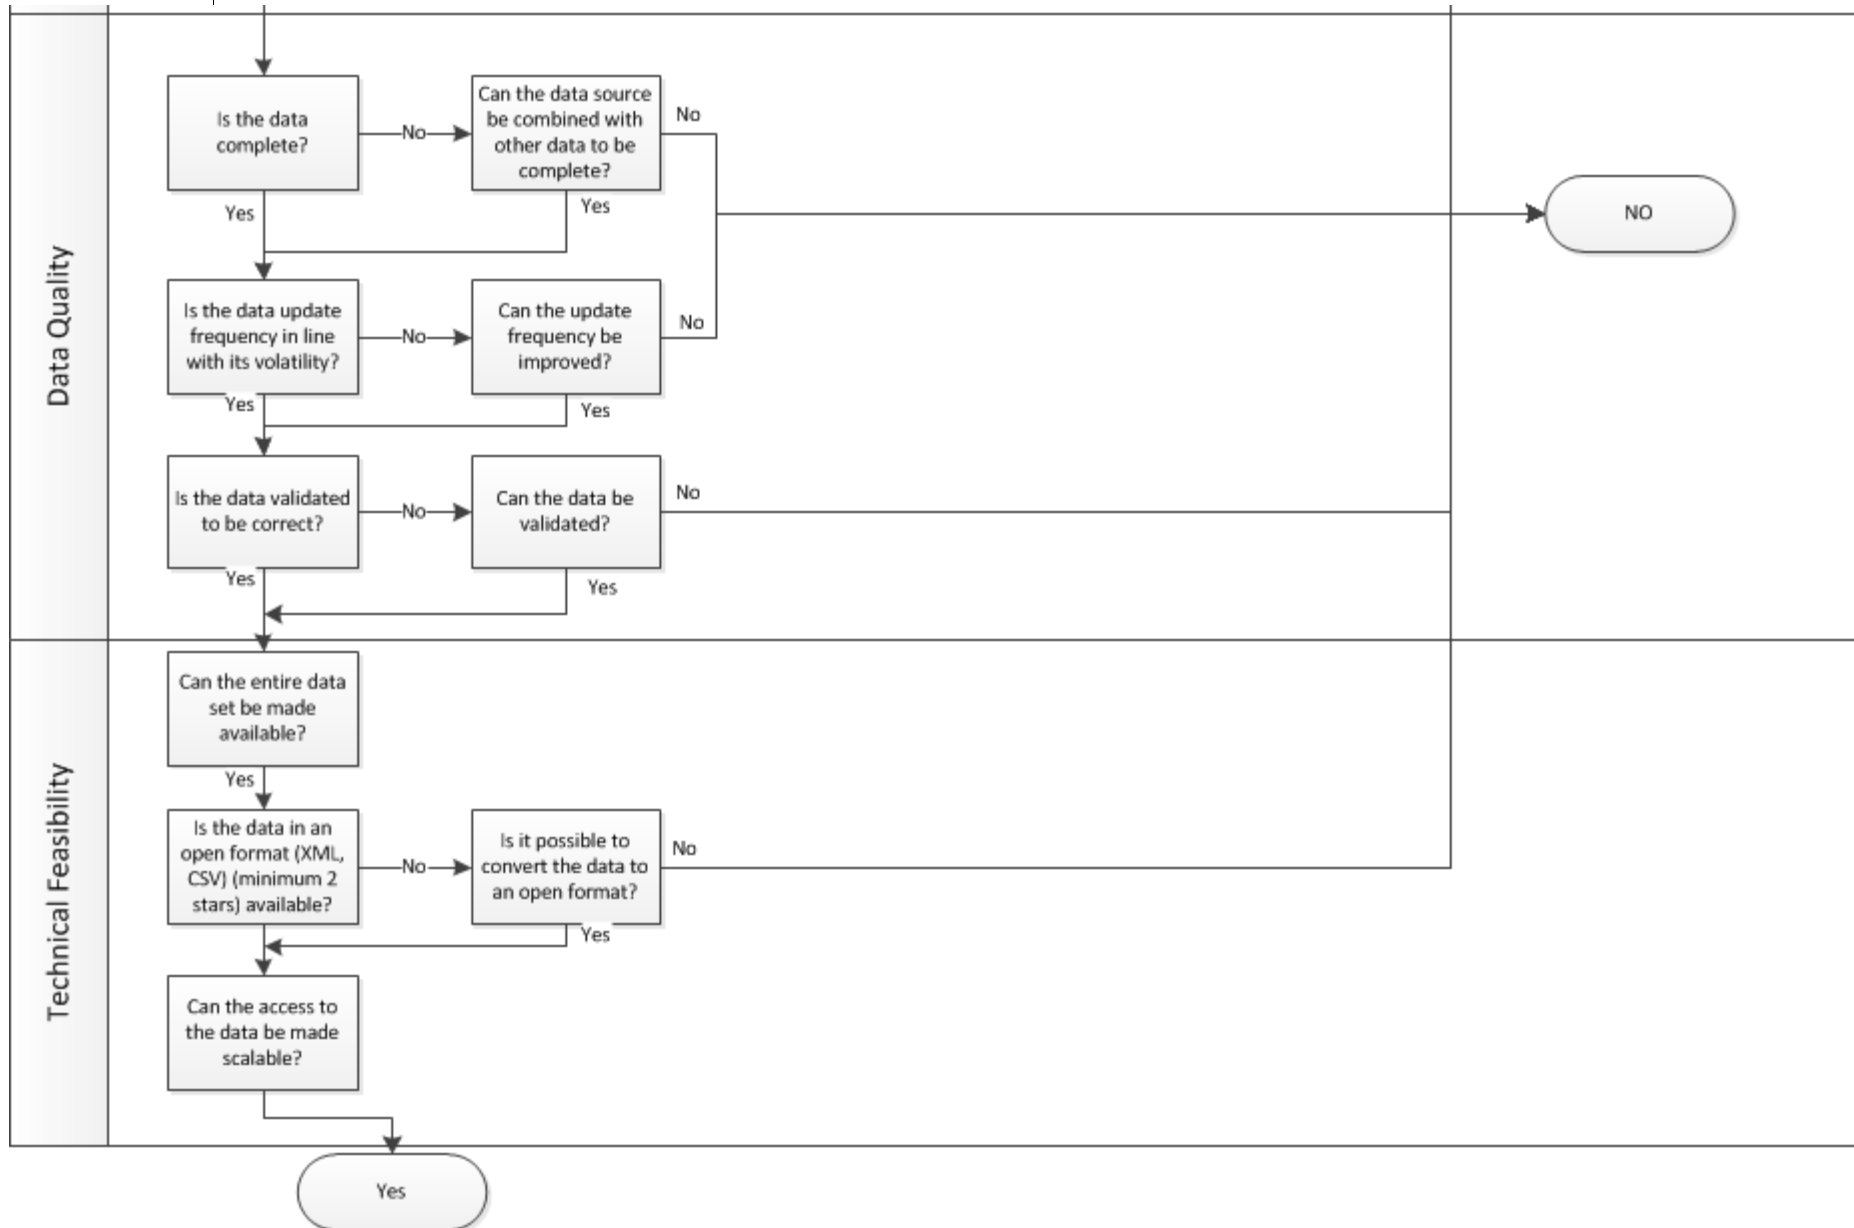 Data Quality
Is the data
complete?
No
Can the data source
be combined with
other data to be
complete?
No
Yes
Yes
NO
Is the data update
frequency in line
with its volatility?
No
Can the update
frequency be
improved?
No
Yes
Yes
Is the data validated
to be correct?
No
Can the data be
validated?
No
Yes
Yes
Technical Feasibility
Can the entire data
set be made
available?
Yes
Is the data in an
open format (XML,
CSV) (minimum 2
stars) available?
No
Is it possible to
convert the data to
an open format?
No
Yes
Can the access to
the data be made
scalable?
Yes